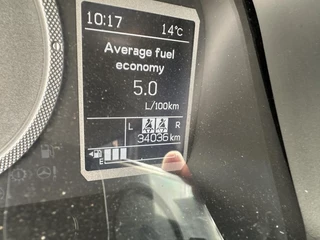 10:17 14°C
Average fuel
economy
5.0
L/100km
L R
34036 km
E